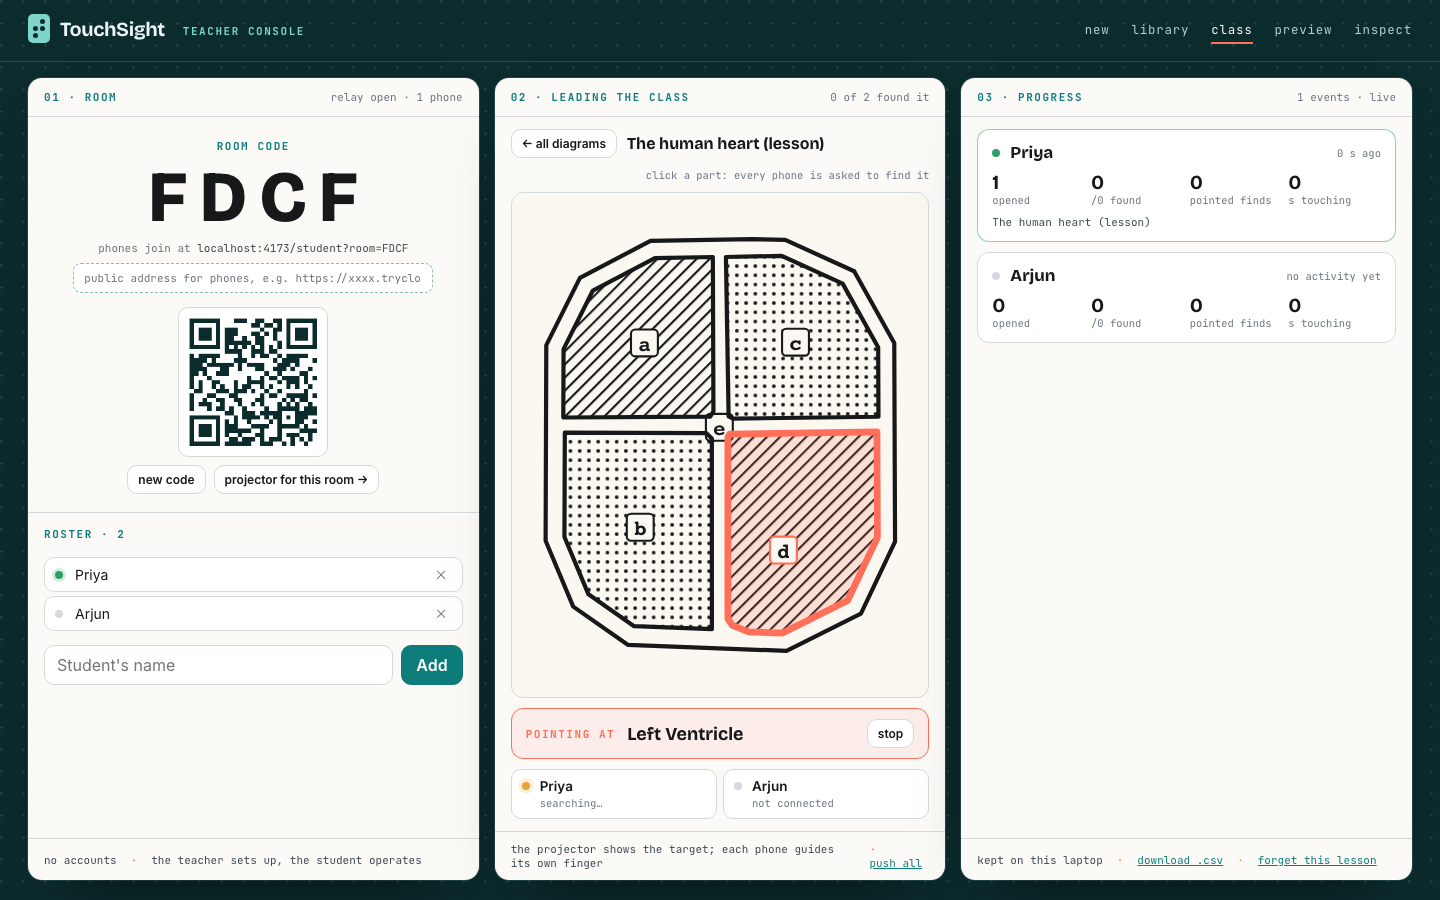 TouchSight TEACHER CONSOLE
new library class preview inspect
01 · ROOM
relay open · 1 phone
ROOM CODE
FDCF
phones join at localhost:4173/student?room=FDCF
public address for phones, e.g. https://xxxx.tryclo
new code
projector for this room →
ROSTER · 2
Priya ×
Arjun ×
Student's name
Add
no accounts · the teacher sets up, the student operates
02 · LEADING THE CLASS
0 of 2 found it
← all diagrams
The human heart (lesson)
click a part: every phone is asked to find it
a
c
e
b
d
POINTING AT Left Ventricle
stop
Priya
searching…
Arjun
not connected
the projector shows the target; each phone guides
its own finger
· push all
03 · PROGRESS
1 events · live
Priya
0 s ago
1 0 0 0
opened /0 found pointed finds s touching
The human heart (lesson)
Arjun
no activity yet
0 0 0 0
opened /0 found pointed finds s touching
kept on this laptop · download .csv · forget this lesson